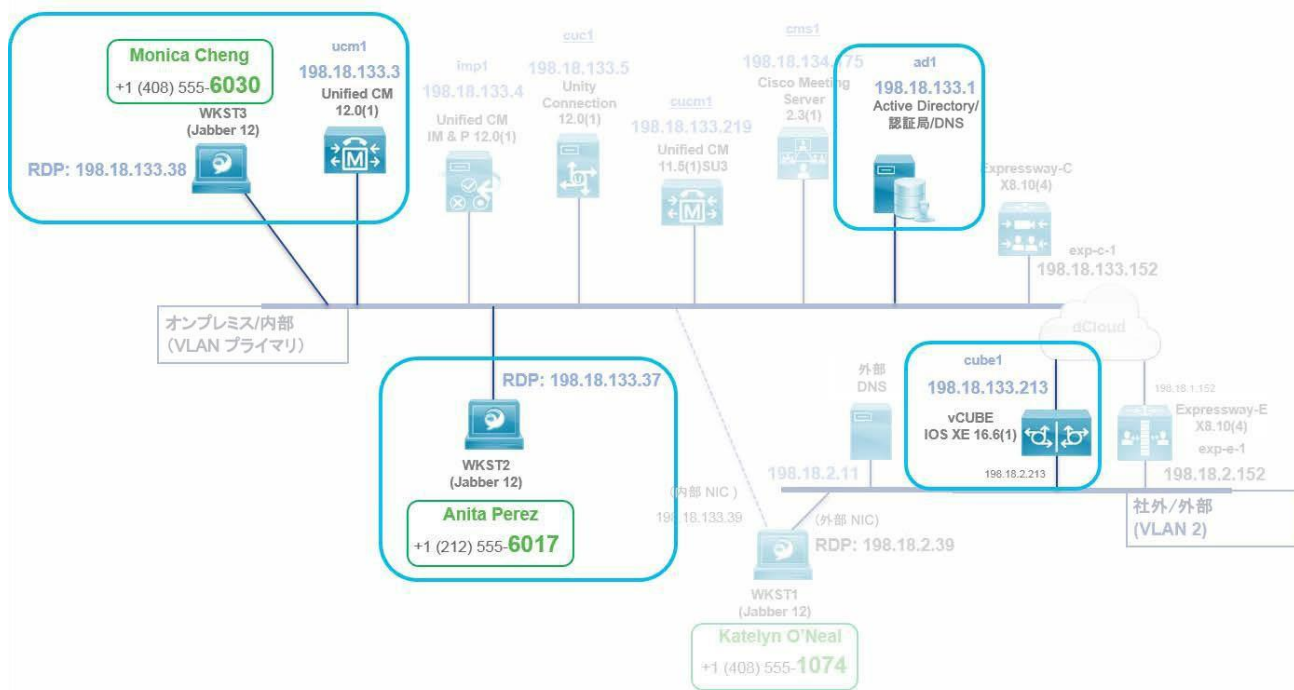 Monica Cheng
+1 (408) 555-6030
WKST3
(Jabber 12)
RDP: 198.18.133.38
ucm1
198.18.133.3
Unified CM
12.0(1)
imp1
198.18.133.4
Unified CM
IM & P 12.0(1)
cuc1
198.18.133.5
Unity
Connection
12.0(1)
cucm1
198.18.133.219
Unified CM
11.5(1)SU3
cms1
198.18.134.175
Cisco Meeting
Server
2.3(1)
ad1
198.18.133.1
Active Directory/
認証局/DNS
Expressway-C
X8.10(4)
exp-c-1
198.18.133.152
オンプレミス/内部
(VLAN プライマリ)
dCloud
RDP: 198.18.133.37
WKST2
(Jabber 12)
Anita Perez
+1 (212) 555-6017
外部
DNS
198.18.2.11
cube1
198.18.133.213
vCUBE
IOS XE 16.6(1)
198.18.2.213
198.18.1.152
Expressway-E
X8.10(4)
exp-e-1
198.18.2.152
(内部 NIC )
198.18.133.39
(外部 NIC)
RDP: 198.18.2.39
社外/外部
(VLAN 2)
WKST1
(Jabber 12)
Katelyn O'Neal
+1 (408) 555-1074